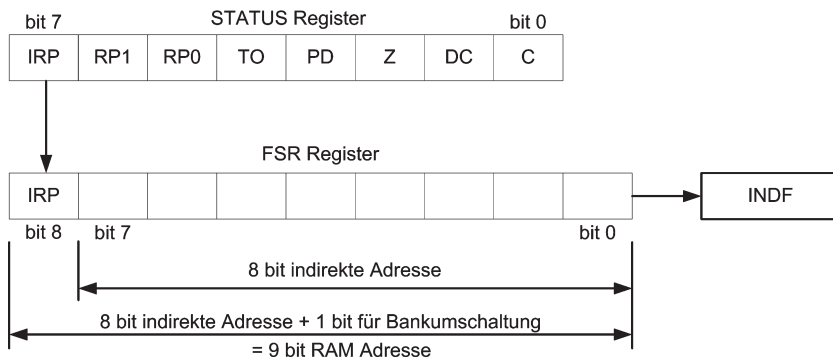 STATUS Register
bit 7 bit 0
IRP RP1 RP0 TO PD Z DC C
FSR Register
IRP INDF
bit 8 bit 7 bit 0
8 bit indirekte Adresse
8 bit indirekte Adresse + 1 bit für Bankumschaltung
= 9 bit RAM Adresse